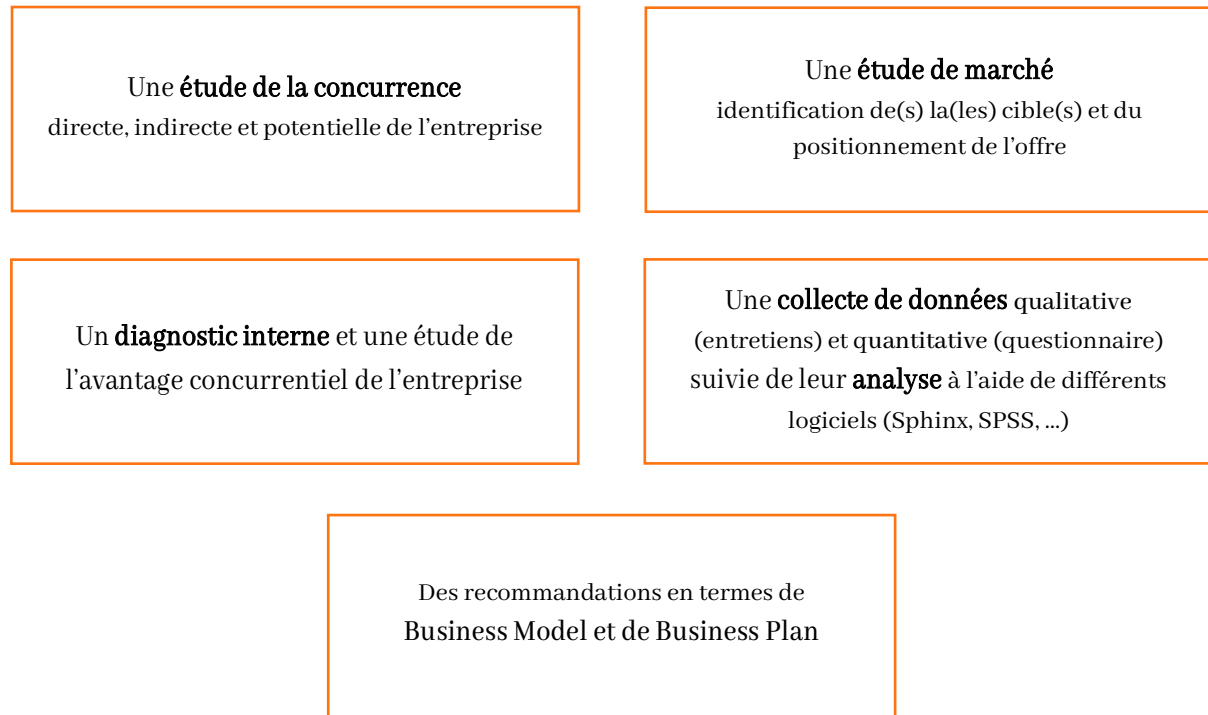 Une étude de la concurrence
directe, indirecte et potentielle de l’entreprise
Une étude de marché
identification de(s) la(les) cible(s) et du
positionnement de l’offre
Un diagnostic interne et une étude de
l’avantage concurrentiel de l’entreprise
Une collecte de données qualitative
(entretiens) et quantitative (questionnaire)
suivie de leur analyse à l’aide de différents
logiciels (Sphinx, SPSS, ...)
Des recommandations en termes de
Business Model et de Business Plan